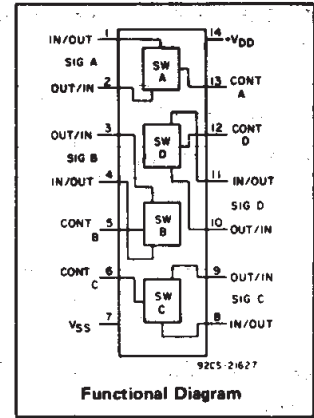 IN/OUT 1 14 +VDD
SIG A SW A
OUT/IN 2 13 CONT A
OUT/IN 3 12 CONT D
SIG B SW D
IN/OUT 4 11 IN/OUT
SIG D
CONT B 5 SW B 10 OUT/IN
CONT C 6 9 OUT/IN
SW C SIG C
VSS 7 8 IN/OUT
92CS-21627
Functional Diagram